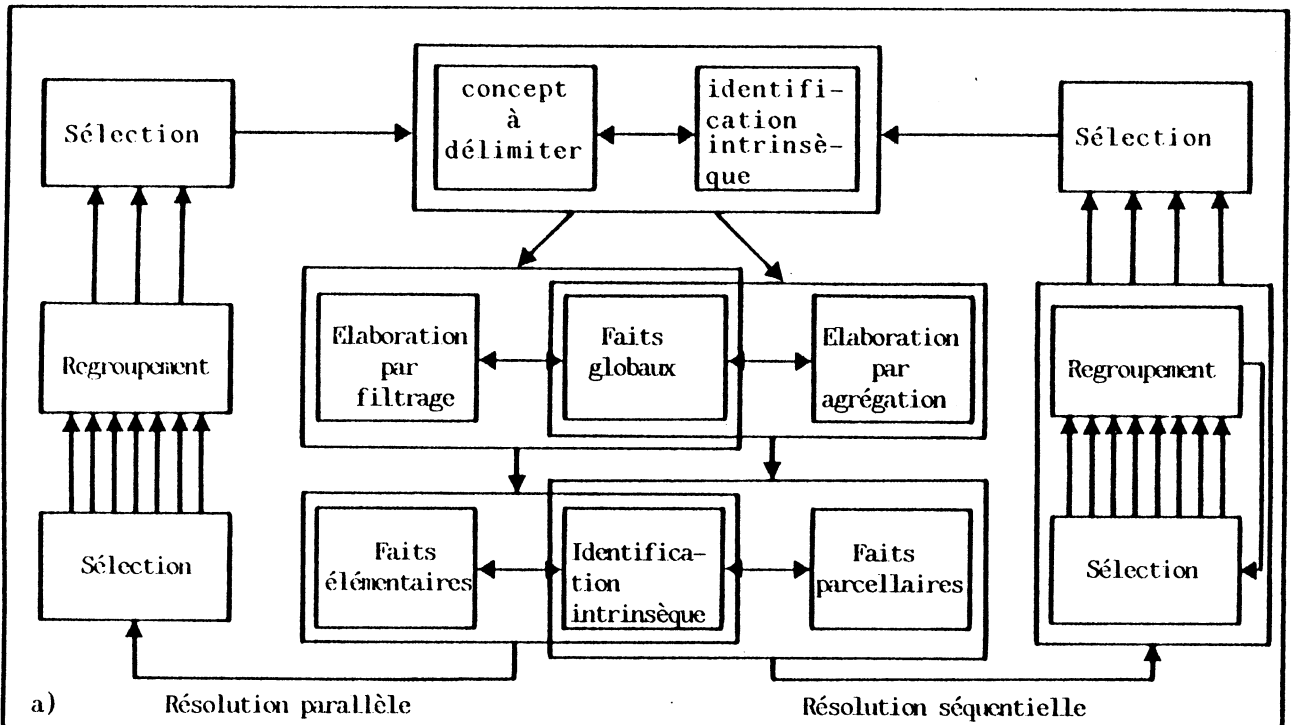 concept
à
délimiter
identifi-
cation
intrinsè-
que
Sélection
Sélection
Elaboration
par
filtrage
Faits
globaux
Elaboration
par
agrégation
Regroupement
Regroupement
Faits
élémentaires
Identifica-
tion
intrinsèque
Faits
parcellaires
Sélection
Sélection
a)
Résolution parallèle
Résolution séquentielle